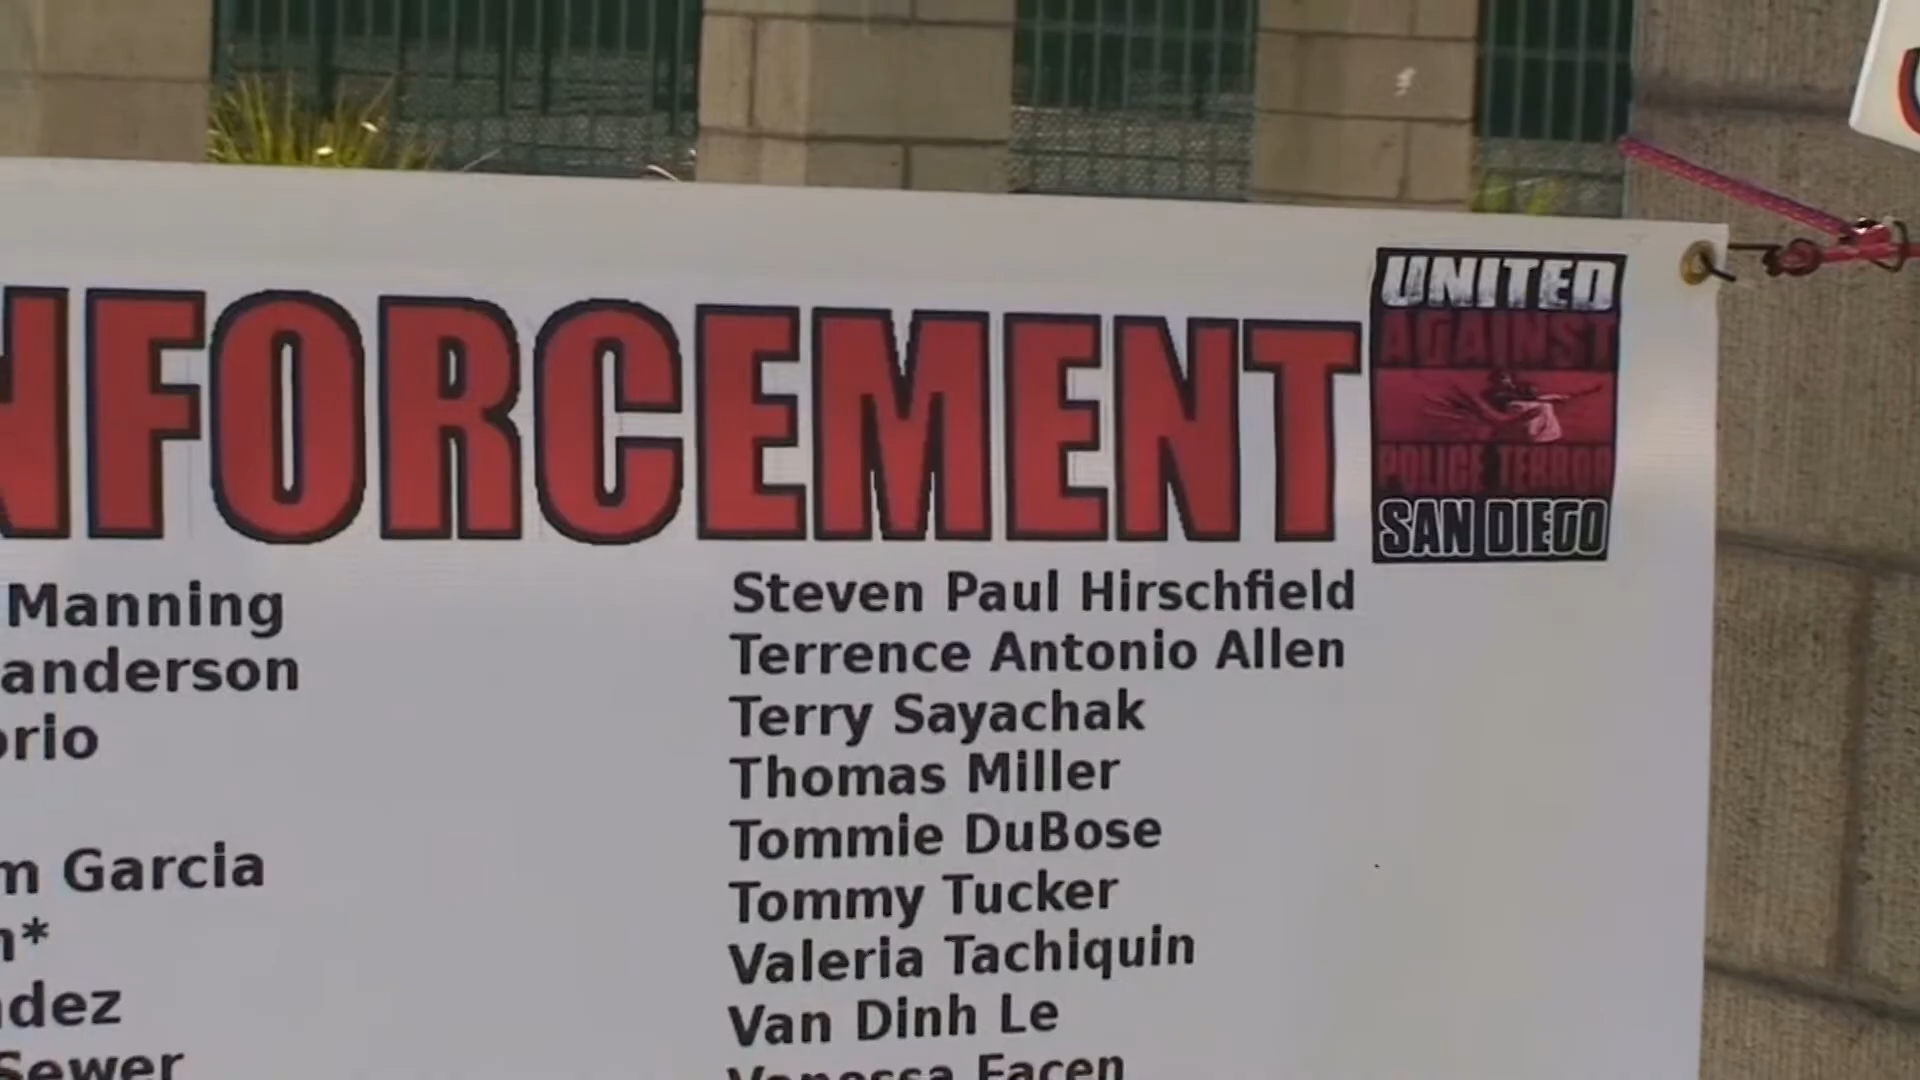 NFORCEMENT
UNITED
AGAINST
POLICE TERROR
SAN DIEGO
Manning
anderson
orio
m Garcia
n*
dez
Sewer
Steven Paul Hirschfield
Terrence Antonio Allen
Terry Sayachak
Thomas Miller
Tommie DuBose
Tommy Tucker
Valeria Tachiquin
Van Dinh Le
Vanessa Facen